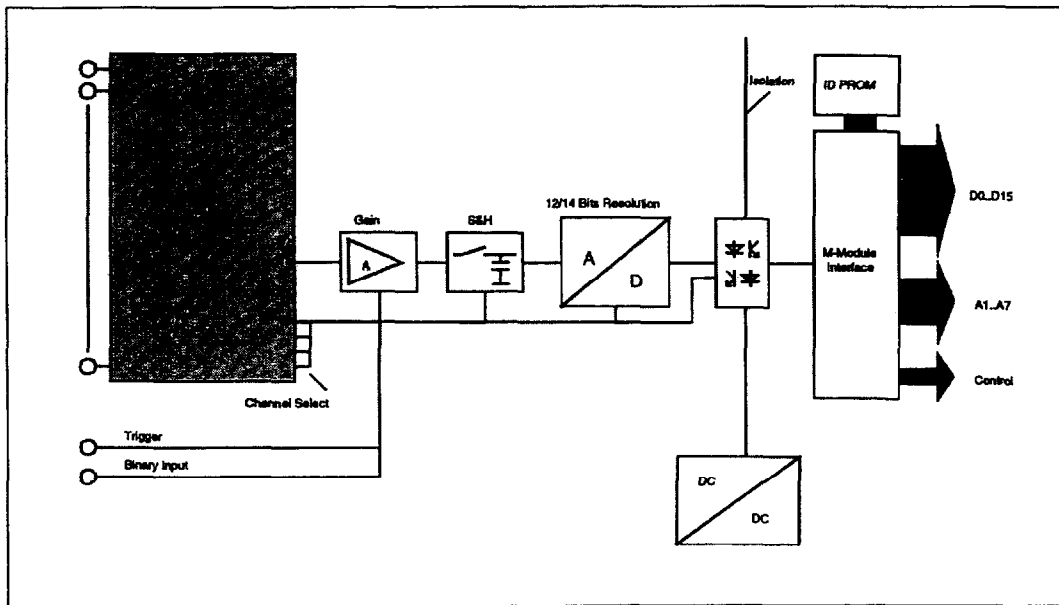 Isolation
ID PROM
D0..D15
12/14 Bits Resolution
Gain
S&H
A
A
D
M-Module
Interface
A1..A7
Control
Channel Select
Trigger
Binary Input
DC
DC